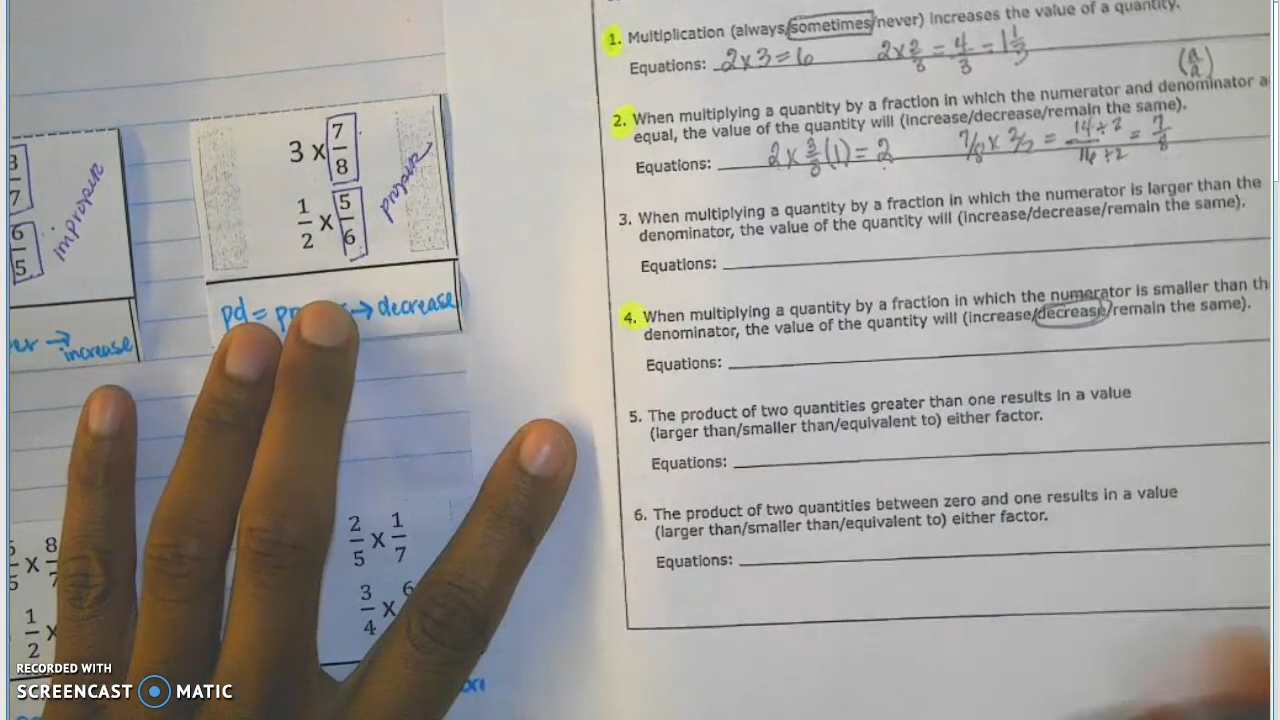 3
7
6
5
improper
→ increase
3 x 7/8
1/2 x 5/6
proper
pd = → decrease
x 8
1/2 x
2/5 x 1/7
3/4 x 6
1. Multiplication (always/sometimes/never) increases the value of a quantity.
Equations: 2 x 3 = 6 2 x 2/3 = 4/3 = 1 1/3
2. When multiplying a quantity by a fraction in which the numerator and denominator a
equal, the value of the quantity will (increase/decrease/remain the same).
Equations: (1) = 2 7/8 x 2/2 = 14÷2/16÷2 = 7/8
3. When multiplying a quantity by a fraction in which the numerator is larger than the
denominator, the value of the quantity will (increase/decrease/remain the same).
Equations:
4. When multiplying a quantity by a fraction in which the numerator is smaller than th
denominator, the value of the quantity will (increase/decrease/remain the same).
Equations:
5. The product of two quantities greater than one results in a value
(larger than/smaller than/equivalent to) either factor.
Equations:
6. The product of two quantities between zero and one results in a value
(larger than/smaller than/equivalent to) either factor.
Equations:
RECORDED WITH
SCREENCAST MATIC